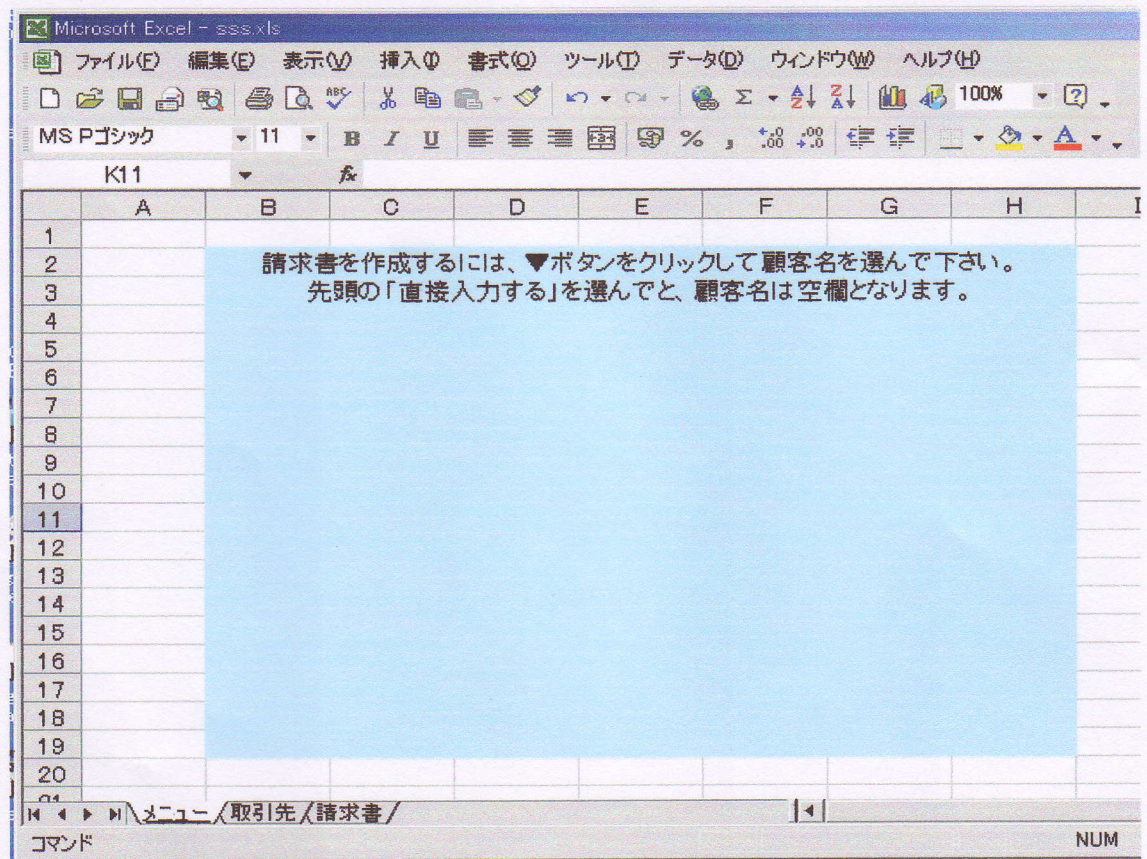 Microsoft Excel - sss.xls
ファイル(F) 編集(E) 表示(V) 挿入(I) 書式(O) ツール(T) データ(D) ウィンドウ(W) ヘルプ(H)
ABC Σ 100%
MS Pゴシック 11 B I U % , .00 .00 A
K11 fx
A B C D E F G H I
1
2 請求書を作成するには、▼ボタンをクリックして顧客名を選んで下さい。
3 先頭の「直接入力する」を選んでと、顧客名は空欄となります。
4
5
6
7
8
9
10
11
12
13
14
15
16
17
18
19
20
21
メニュー 取引先 請求書
コマンド NUM